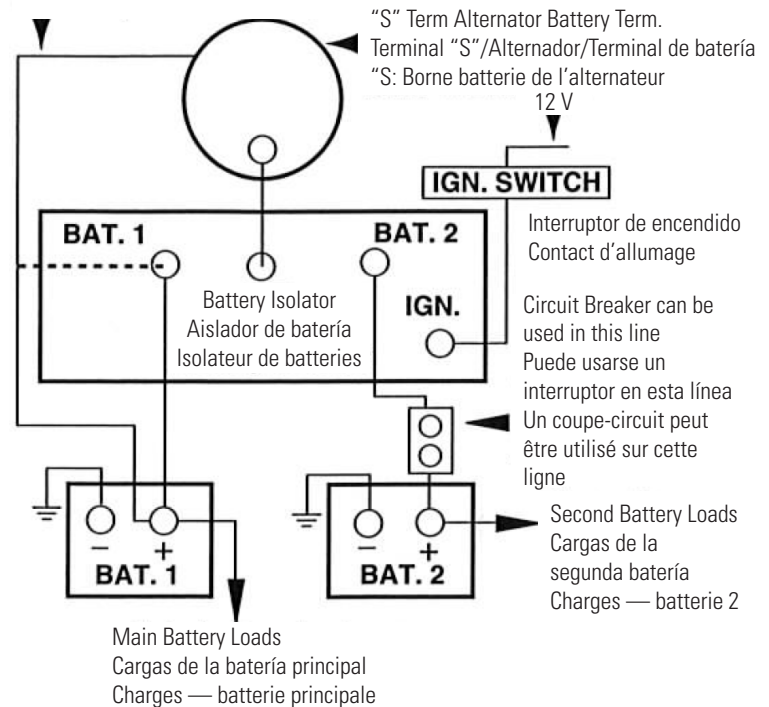 “S” Term Alternator Battery Term.
Terminal “S”/Alternador/Terminal de batería
“S: Borne batterie de l’alternateur
12 V
IGN. SWITCH
Interruptor de encendido
Contact d’allumage
BAT. 1
BAT. 2
Battery Isolator
Aislador de batería
Isolateur de batteries
IGN.
Circuit Breaker can be
used in this line
Puede usarse un
interruptor en esta línea
Un coupe-circuit peut
être utilisé sur cette
ligne
– +
BAT. 1
– +
BAT. 2
Second Battery Loads
Cargas de la
segunda batería
Charges — batterie 2
Main Battery Loads
Cargas de la batería principal
Charges — batterie principale